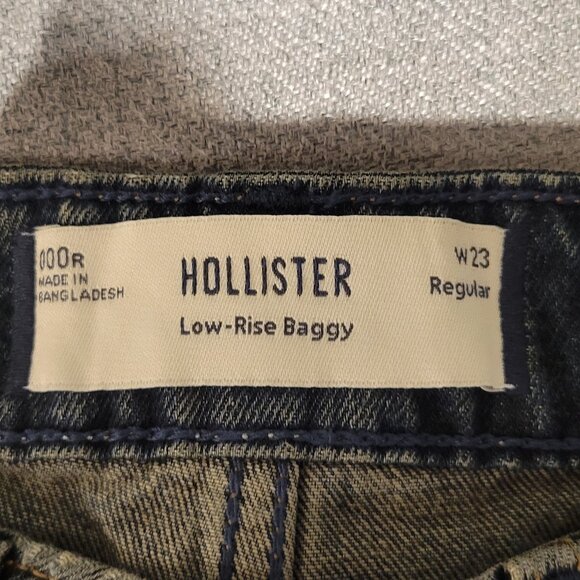 000R
MADE IN
BANGLADESH
HOLLISTER
Low-Rise Baggy
W23
Regular